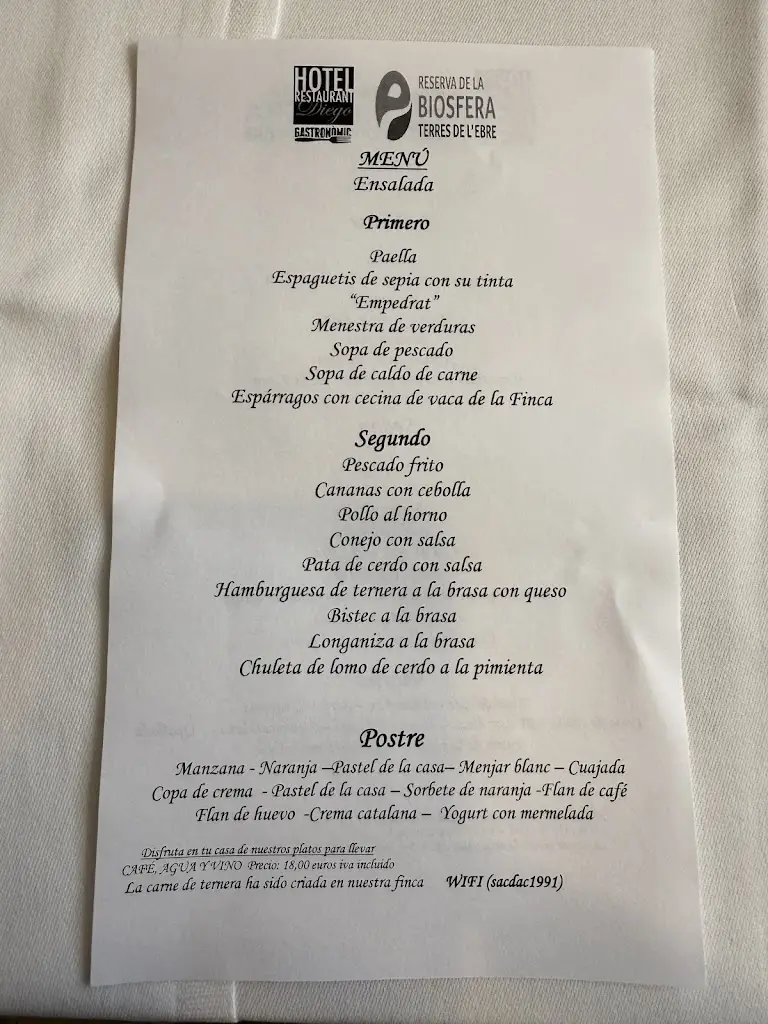 HOTEL
RESTAURANT
Diego
GASTRONÒMIC
RESERVA DE LA
BIOSFERA
TERRES DE L'EBRE
MENÚ
Ensalada
Primero
Paella
Espaguetis de sepia con su tinta
“Empedrat”
Menestra de verduras
Sopa de pescado
Sopa de caldo de carne
Espárragos con cecina de vaca de la Finca
Segundo
Pescado frito
Cananas con cebolla
Pollo al horno
Conejo con salsa
Pata de cerdo con salsa
Hamburguesa de ternera a la brasa con queso
Bistec a la brasa
Longaniza a la brasa
Chuleta de lomo de cerdo a la pimienta
Postre
Manzana - Naranja –Pastel de la casa– Menjar blanc – Cuajada
Copa de crema - Pastel de la casa – Sorbete de naranja -Flan de café
Flan de huevo -Crema catalana – Yogurt con mermelada
Disfruta en tu casa de nuestros platos para llevar
CAFÉ, AGUA Y VINO Precio: 18,00 euros iva incluido
La carne de ternera ha sido criada en nuestra finca WIFI (sacdac1991)